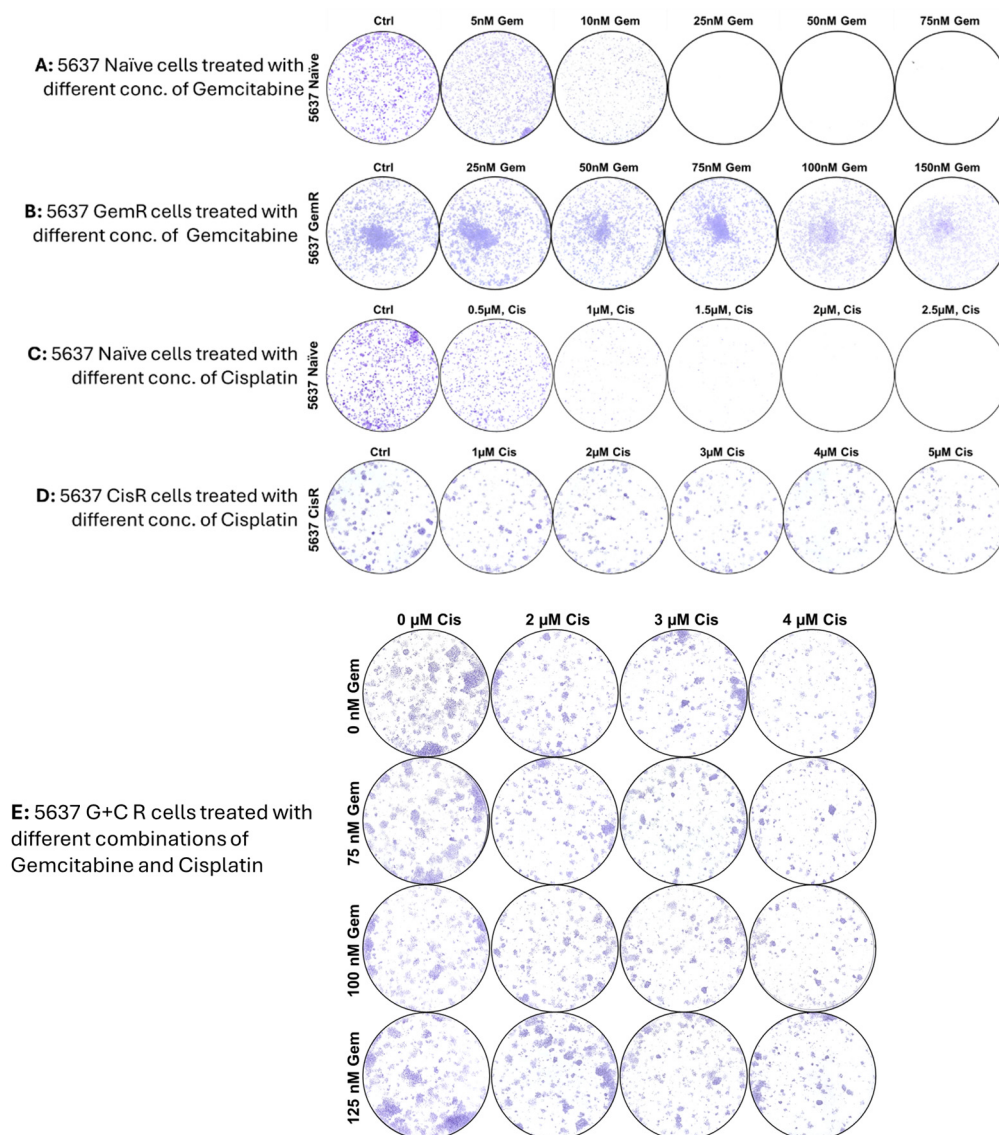 Ctrl 5nM Gem 10nM Gem 25nM Gem 50nM Gem 75nM Gem
A: 5637 Naïve cells treated with
different conc. of Gemcitabine
5637 Naïve
Ctrl 25nM Gem 50nM Gem 75nM Gem 100nM Gem 150nM Gem
B: 5637 GemR cells treated with
different conc. of Gemcitabine
5637 GemR
Ctrl 0.5µM, Cis 1µM, Cis 1.5µM, Cis 2µM, Cis 2.5µM, Cis
C: 5637 Naïve cells treated with
different conc. of Cisplatin
5637 Naïve
Ctrl 1µM Cis 2µM Cis 3µM Cis 4µM Cis 5µM Cis
D: 5637 CisR cells treated with
different conc. of Cisplatin
5637 CisR
0 µM Cis 2 µM Cis 3 µM Cis 4 µM Cis
0 nM Gem
75 nM Gem
E: 5637 G+C R cells treated with
different combinations of
Gemcitabine and Cisplatin
100 nM Gem
125 nM Gem